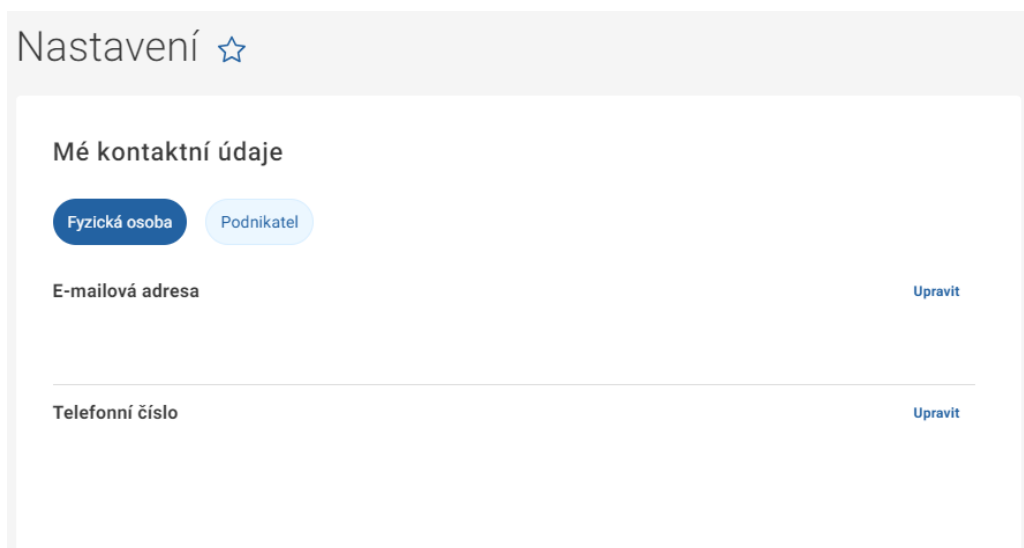 Nastavení
Mé kontaktní údaje
Fyzická osoba Podnikatel
E-mailová adresa Upravit
Telefonní číslo Upravit